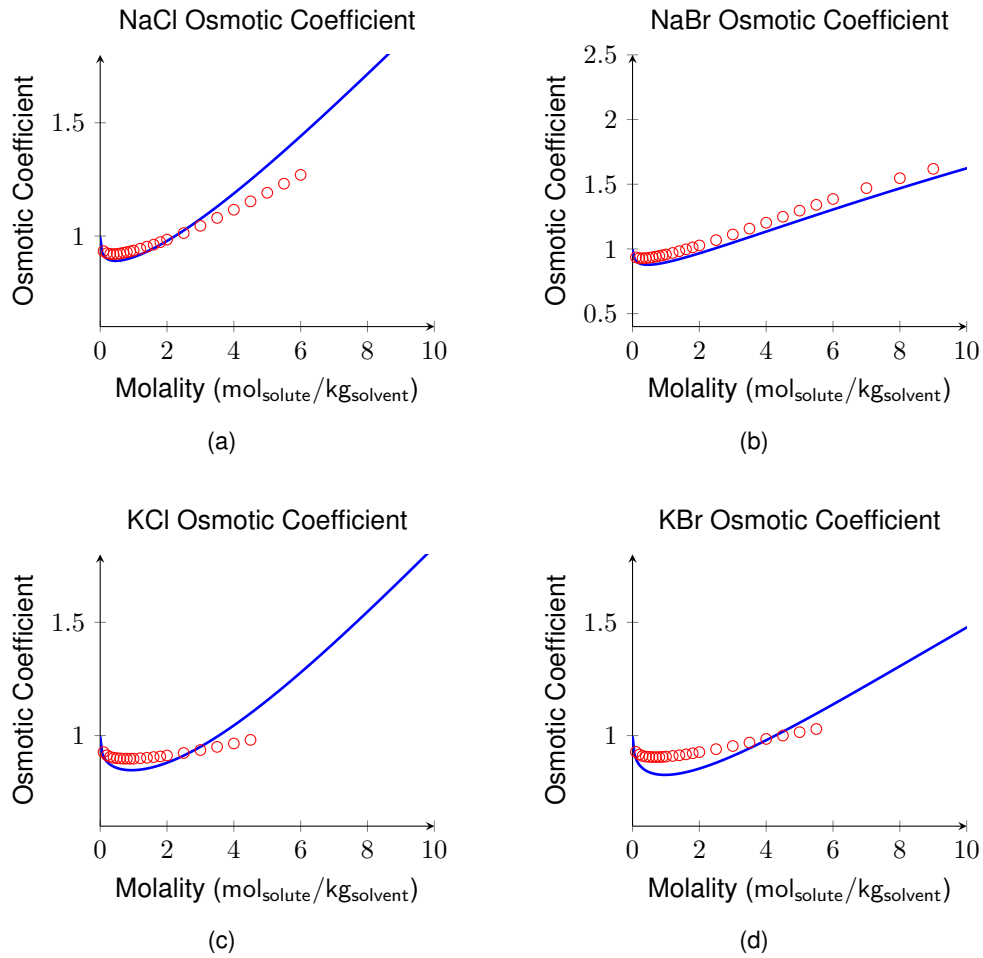 NaCl Osmotic Coefficient
Osmotic Coefficient
1.5
1
0 2 4 6 8 10
Molality (mol_solute/kg_solvent)
(a)
NaBr Osmotic Coefficient
Osmotic Coefficient
2.5
2
1.5
1
0.5
0 2 4 6 8 10
Molality (mol_solute/kg_solvent)
(b)
KCl Osmotic Coefficient
Osmotic Coefficient
1.5
1
0 2 4 6 8 10
Molality (mol_solute/kg_solvent)
(c)
KBr Osmotic Coefficient
Osmotic Coefficient
1.5
1
0 2 4 6 8 10
Molality (mol_solute/kg_solvent)
(d)